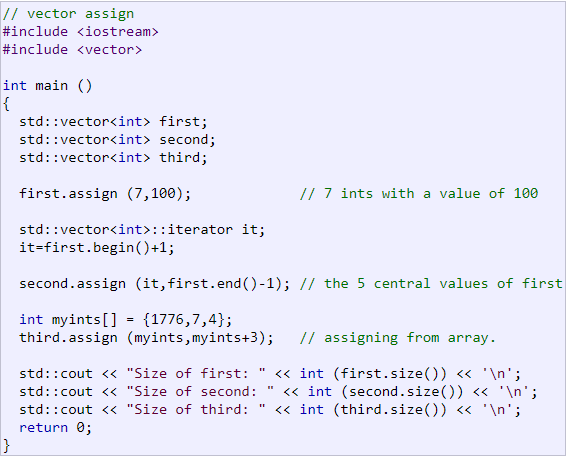 // vector assign
#include <iostream>
#include <vector>

int main ()
{
  std::vector<int> first;
  std::vector<int> second;
  std::vector<int> third;

  first.assign (7,100);             // 7 ints with a value of 100

  std::vector<int>::iterator it;
  it=first.begin()+1;

  second.assign (it,first.end()-1); // the 5 central values of first

  int myints[] = {1776,7,4};
  third.assign (myints,myints+3);   // assigning from array.

  std::cout << "Size of first: " << int (first.size()) << '\n';
  std::cout << "Size of second: " << int (second.size()) << '\n';
  std::cout << "Size of third: " << int (third.size()) << '\n';
  return 0;
}